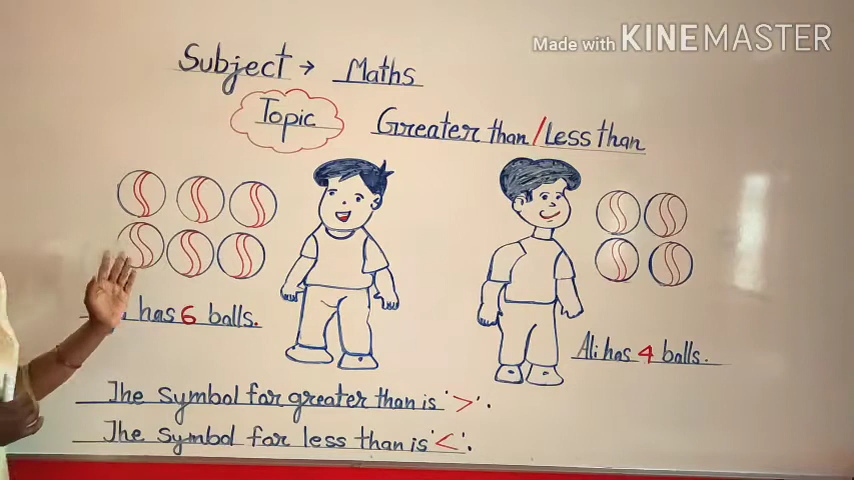 Made with KINEMASTER
Subject → Maths
Topic Greater than/Less than
has 6 balls.
Ali has 4 balls.
The symbol for greater than is '>'.
The symbol for less than is '<'.